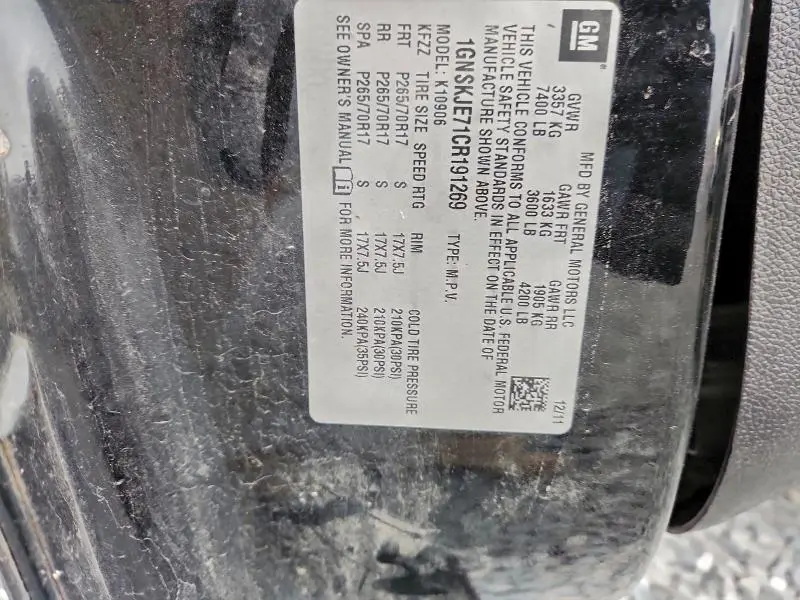 GM®
MFD BY GENERAL MOTORS LLC 12/11
GVWR GAWR FRT GAWR RR
3357 KG 1633 KG 1905 KG
7400 LB 3600 LB 4200 LB
THIS VEHICLE CONFORMS TO ALL APPLICABLE U.S. FEDERAL MOTOR
VEHICLE SAFETY STANDARDS IN EFFECT ON THE DATE OF
MANUFACTURE SHOWN ABOVE.
1GNSKJE71CR191269 TYPE: M.P.V.
MODEL: K10906
KFZZ TIRE SIZE SPEED RTG RIM COLD TIRE PRESSURE
FRT P265/70R17 S 17X7.5J 210KPA(30PSI)
RR P265/70R17 S 17X7.5J 210KPA(30PSI)
SPA P265/70R17 S 17X7.5J 240KPA(35PSI)
SEE OWNER'S MANUAL i FOR MORE INFORMATION.